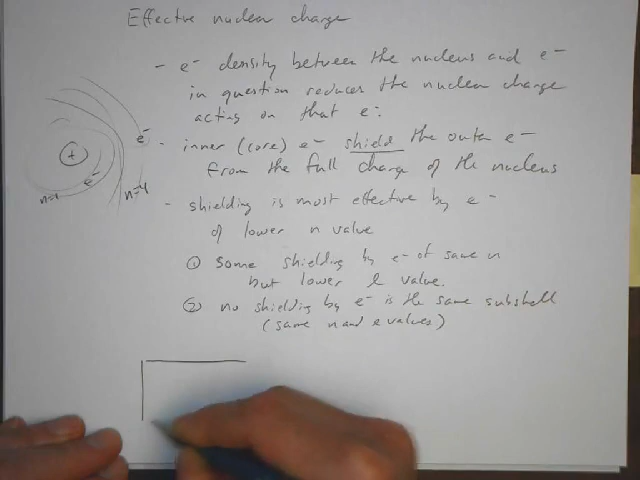 Effective nuclear charge
- e⁻ density between the nucleus and e⁻
in question reduces the nuclear charge
acting on that e⁻.
- inner (core) e⁻ shield the outer e⁻
from the full charge of the nucleus
- shielding is most effective by e⁻
of lower n value
① Some shielding by e⁻ of same n
but lower l value.
② no shielding by e⁻ is the same subshell
(same n and l values)
e⁻
+
e⁻
n=1
n=4